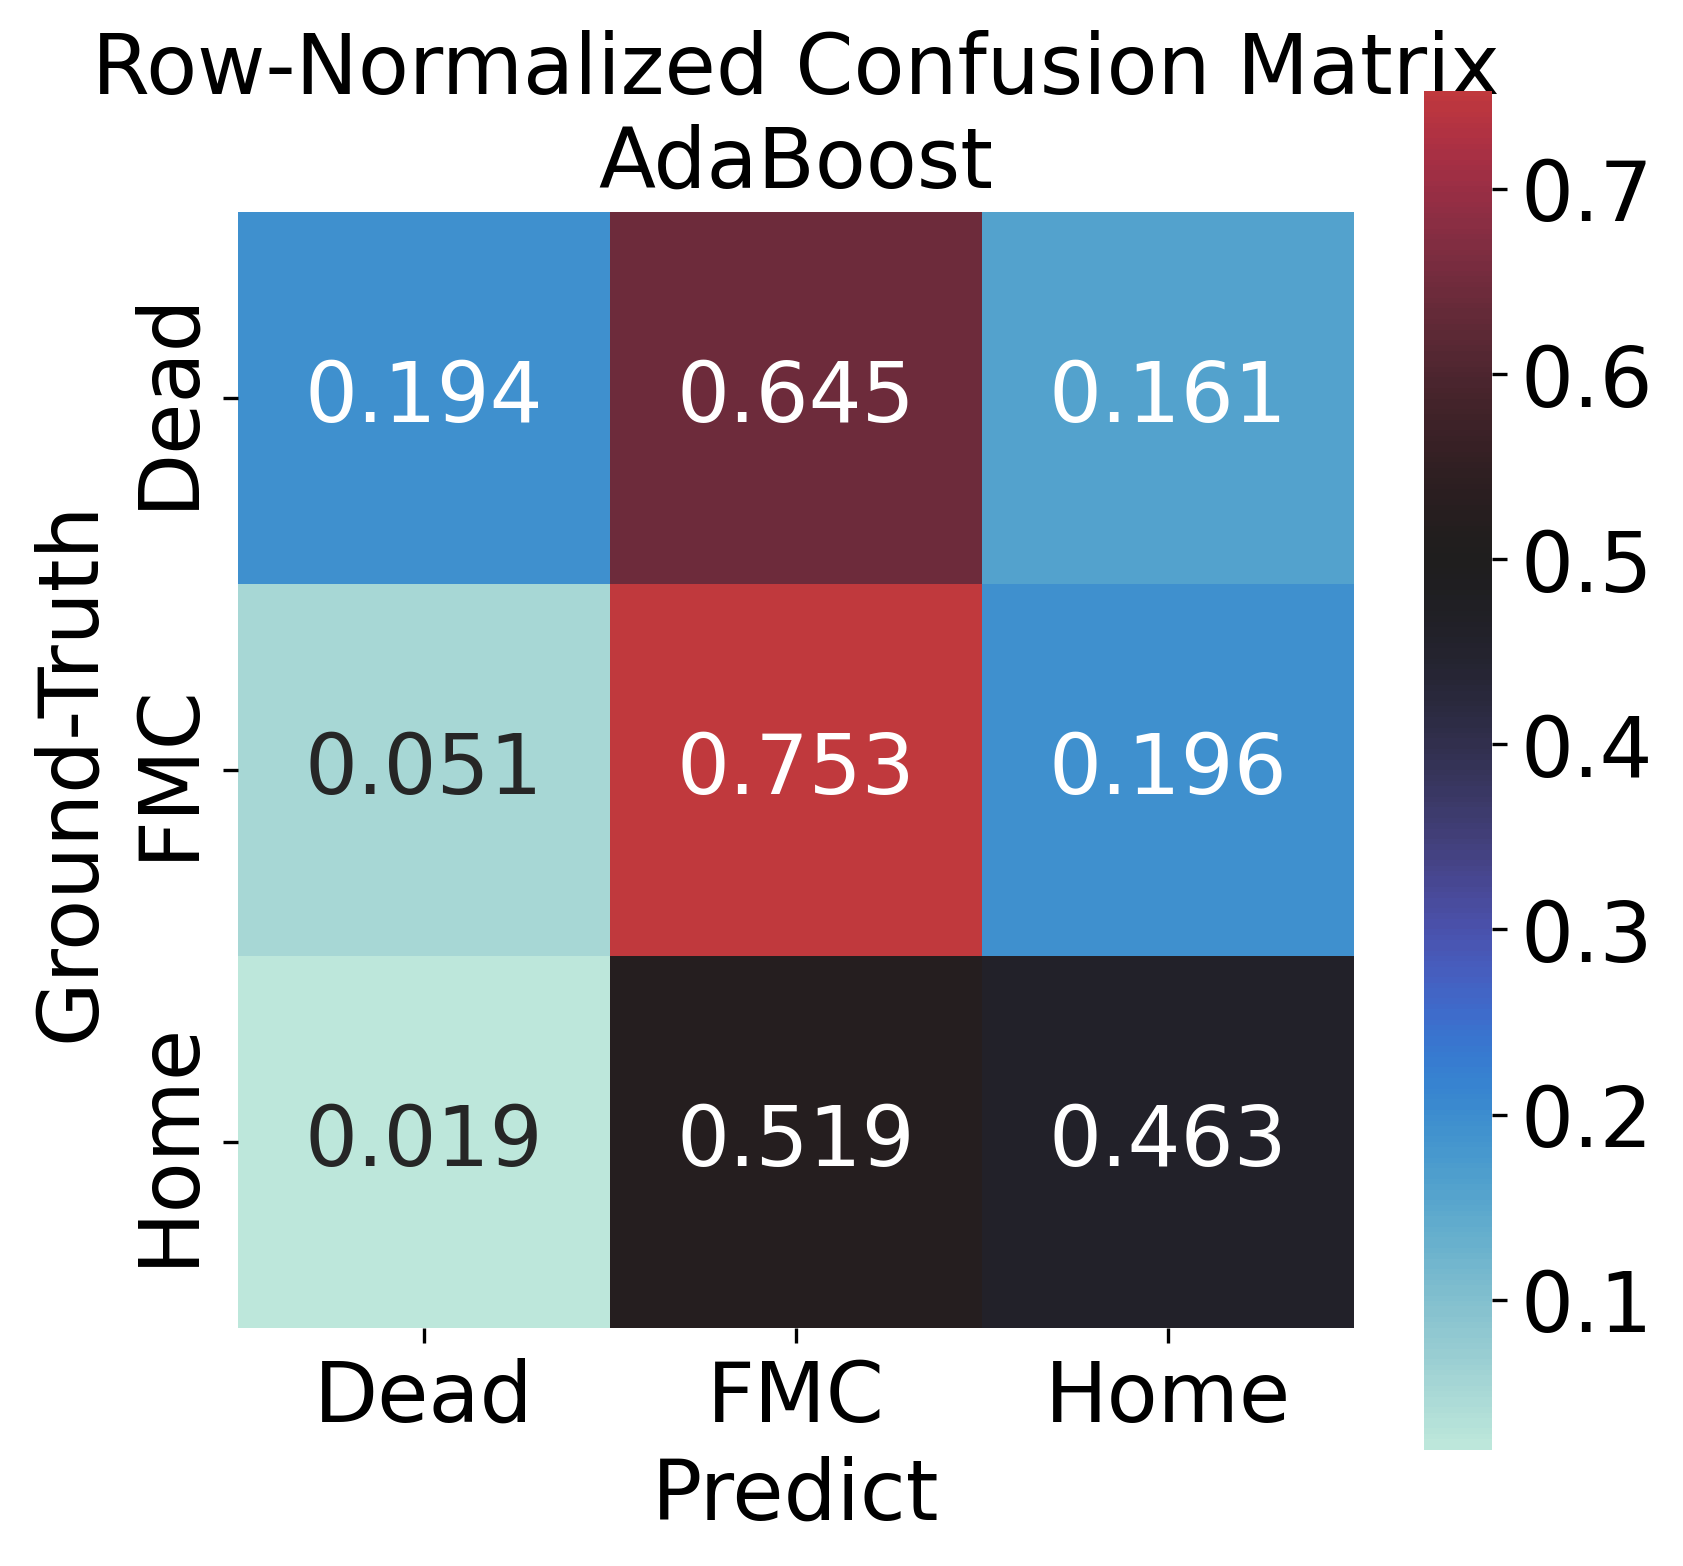 Row-Normalized Confusion Matrix
AdaBoost
Ground-Truth
Dead
0.194 0.645 0.161
FMC
0.051 0.753 0.196
Home
0.019 0.519 0.463
Dead FMC Home
Predict
0.7
0.6
0.5
0.4
0.3
0.2
0.1